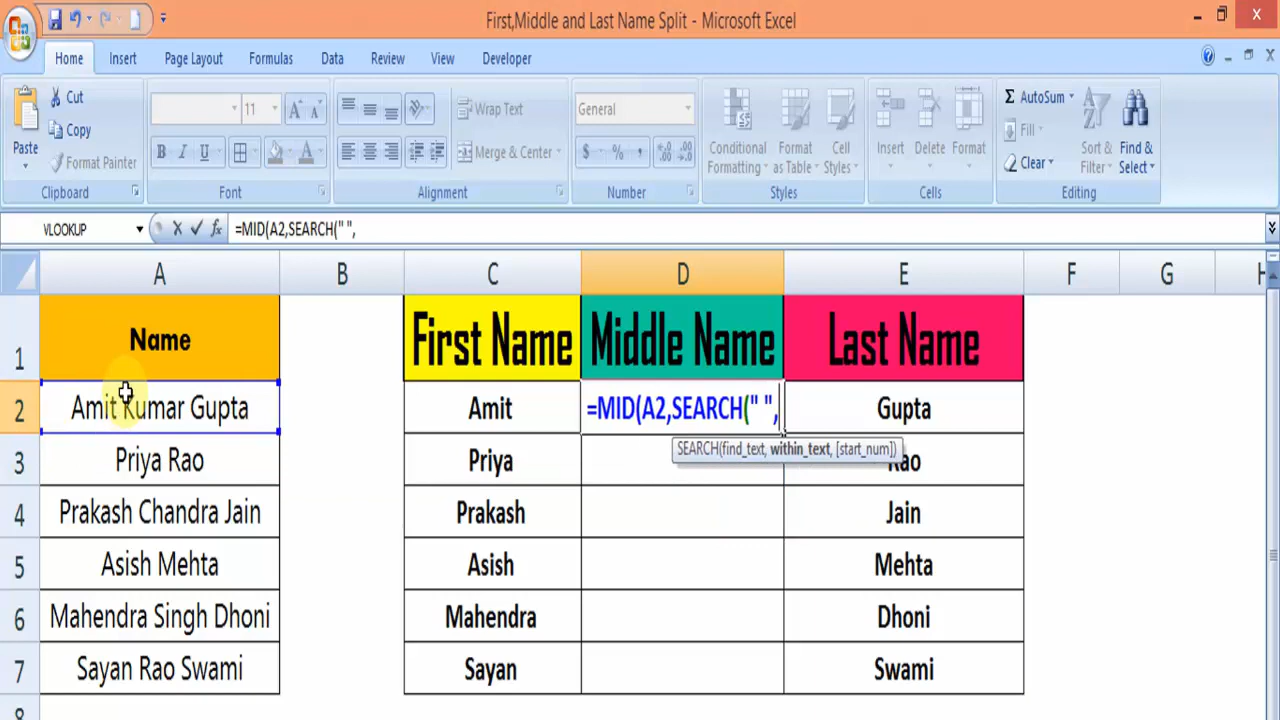 First,Middle and Last Name Split - Microsoft Excel
Home Insert Page Layout Formulas Data Review View Developer
Paste
Cut
Copy
Format Painter
Clipboard
11 A A
B I U A
Font
Wrap Text
Merge & Center
Alignment
General
$ % ,
Number
Conditional Formatting
Format as Table
Cell Styles
Styles
Insert Delete Format
Cells
Σ AutoSum
Fill
Clear
Sort & Filter
Find & Select
Editing
VLOOKUP fx =MID(A2,SEARCH(" ",
A B C D E F G H
1 Name First Name Middle Name Last Name
2 Amit Kumar Gupta Amit =MID(A2,SEARCH(" ", Gupta
SEARCH(find_text, within_text, [start_num])
3 Priya Rao Priya Rao
4 Prakash Chandra Jain Prakash Jain
5 Asish Mehta Asish Mehta
6 Mahendra Singh Dhoni Mahendra Dhoni
7 Sayan Rao Swami Sayan Swami
8